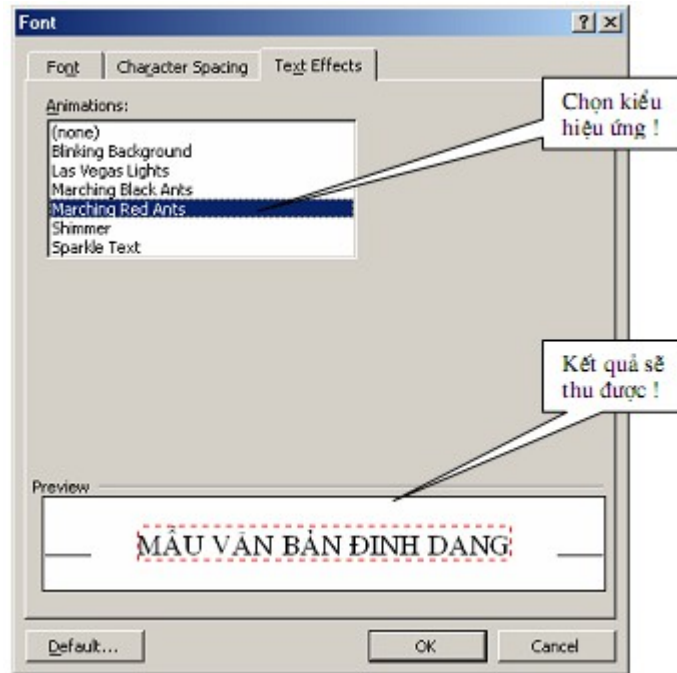 Font
Font Character Spacing Text Effects
Animations:
(none)
Blinking Background
Las Vegas Lights
Marching Black Ants
Marching Red Ants
Shimmer
Sparkle Text
Chọn kiểu
hiệu ứng !
Kết quả sẽ
thu được !
Preview
MẪU VĂN BẢN ĐINH DANG
Default...
OK
Cancel